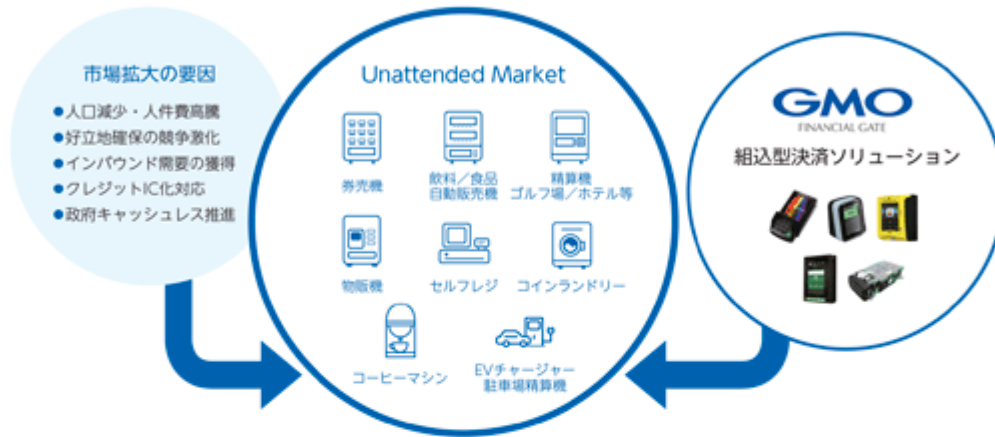 市場拡大の要因
●人口減少・人件費高騰
●好立地確保の競争激化
●インバウンド需要の獲得
●クレジットIC化対応
●政府キャッシュレス推進
Unattended Market
券売機
飲料／食品
自動販売機
精算機
ゴルフ場／ホテル等
物販機
セルフレジ
コインランドリー
コーヒーマシン
EVチャージャー
駐車場精算機
GMO
FINANCIAL GATE
組込型決済ソリューション